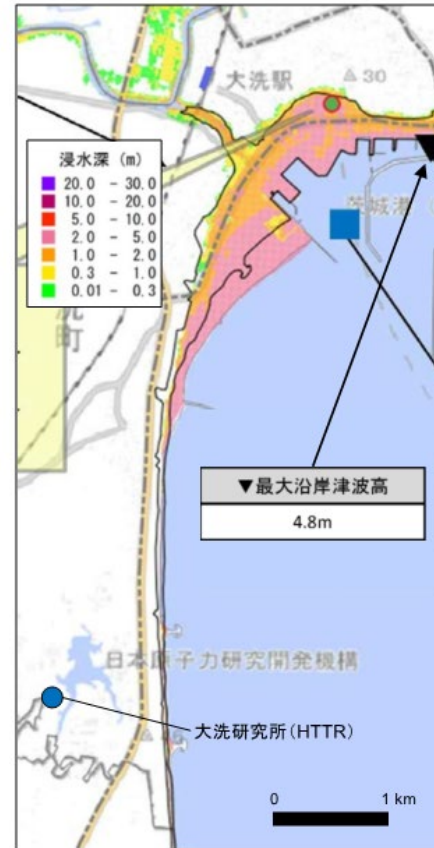 大洗駅
30
浸水深 (m)
20.0 - 30.0
10.0 - 20.0
5.0 - 10.0
2.0 - 5.0
1.0 - 2.0
0.3 - 1.0
0.01 - 0.3
茨城港
洗町
▼最大沿岸津波高
4.8m
日本原子力研究開発機構
大洗研究所(HTTR)
0 1 km